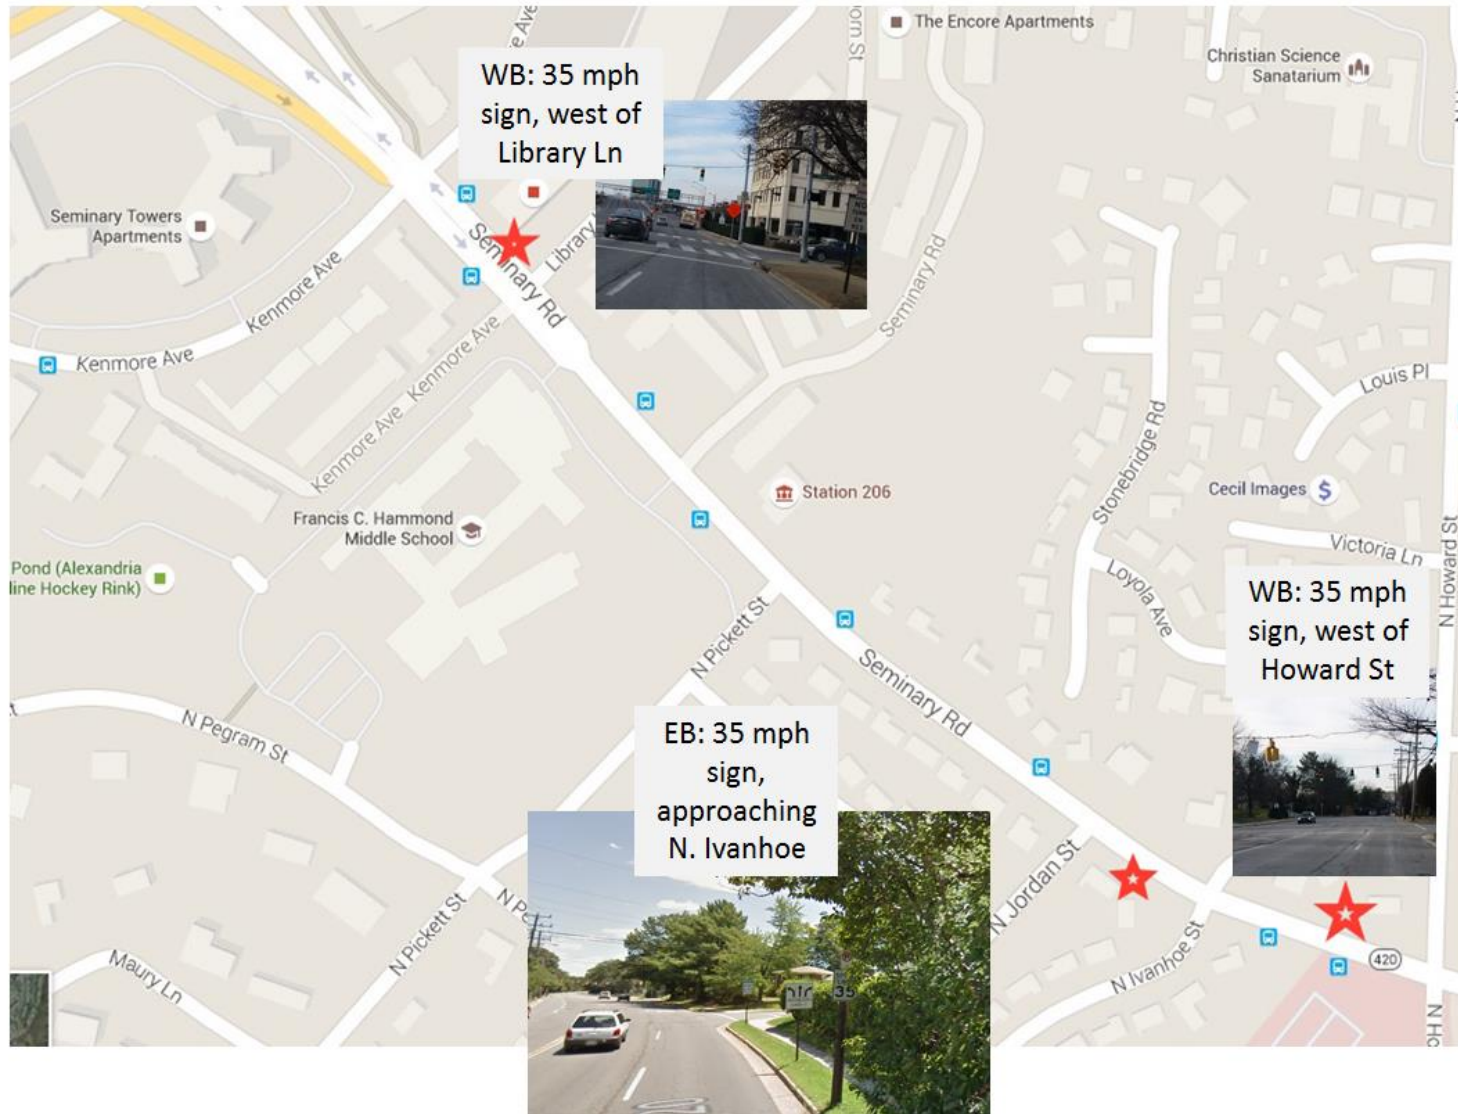 The Encore Apartments
Christian Science
Sanatarium
WB: 35 mph
sign, west of
Library Ln
Seminary Towers
Apartments
Kenmore Ave
Kenmore Ave
Seminary Rd
Library
Seminary Rd
Kenmore Ave
Kenmore Ave
Louis Pl
Stonebridge Rd
Station 206
Cecil Images
Francis C. Hammond
Middle School
Victoria Ln
N Howard St
Pond (Alexandria
line Hockey Rink)
Loyola Ave
WB: 35 mph
sign, west of
Howard St
N Pickett St
Seminary Rd
N Pegram St
EB: 35 mph
sign,
approaching
N. Ivanhoe
N Jordan St
N Pickett St
N Pe
N Ivanhoe St
420
Maury Ln
35
20
N Ho